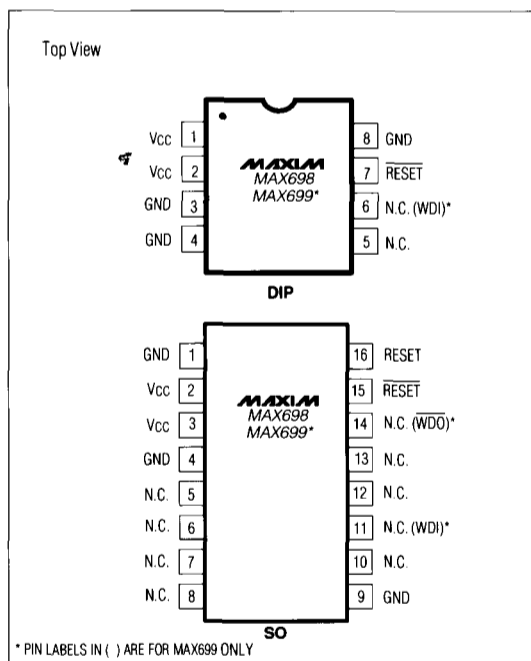 Top View
Vcc 1
Vcc 2
GND 3
GND 4
8 GND
7 RESET
6 N.C. (WDI)*
5 N.C.
MAXIM
MAX698
MAX699*
DIP
GND 1
Vcc 2
Vcc 3
GND 4
N.C. 5
N.C. 6
N.C. 7
N.C. 8
16 RESET
15 RESET
14 N.C. (WDO)*
13 N.C.
12 N.C.
11 N.C. (WDI)*
10 N.C.
9 GND
MAXIM
MAX698
MAX699*
SO
* PIN LABELS IN ( ) ARE FOR MAX699 ONLY